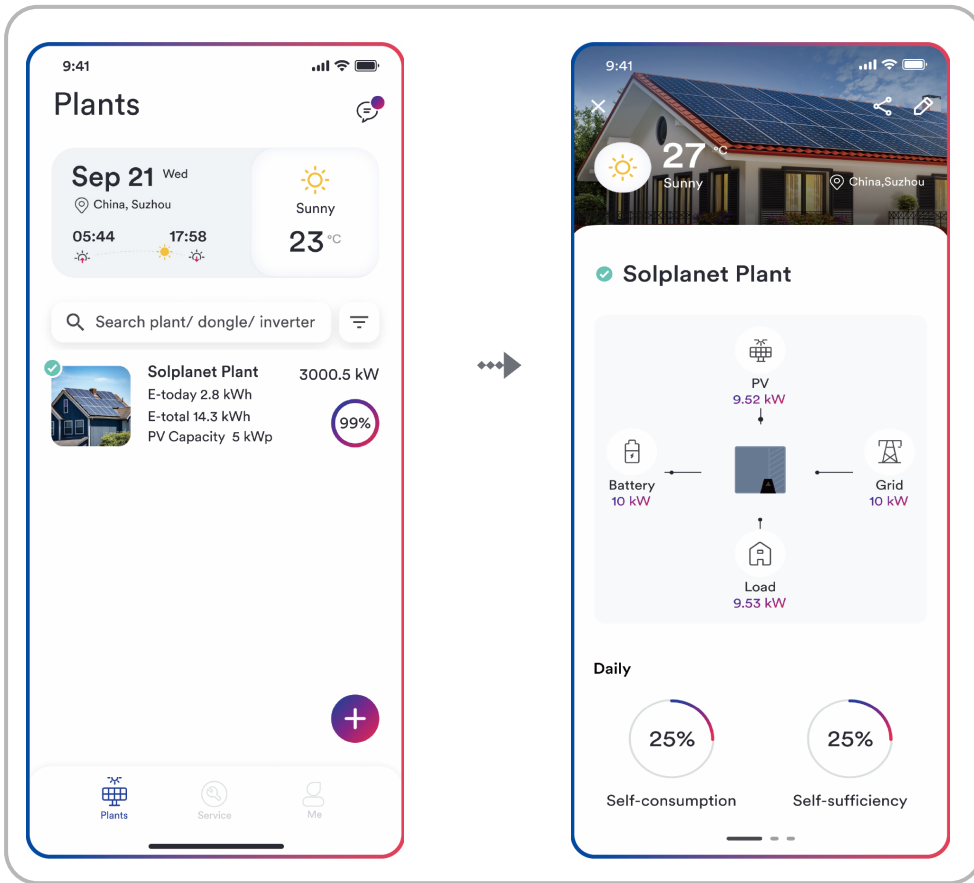 9:41
Plants
Sep 21 Wed
China, Suzhou
05:44 17:58
Sunny
23 °C
Search plant/ dongle/ inverter
Solplanet Plant
3000.5 kW
E-today 2.8 kWh
E-total 14.3 kWh
PV Capacity 5 kWp
99%
Plants
Service
Me
9:41
27 °C
Sunny
China,Suzhou
Solplanet Plant
PV
9.52 kW
Battery
10 kW
Grid
10 kW
Load
9.53 kW
Daily
25%
25%
Self-consumption
Self-sufficiency